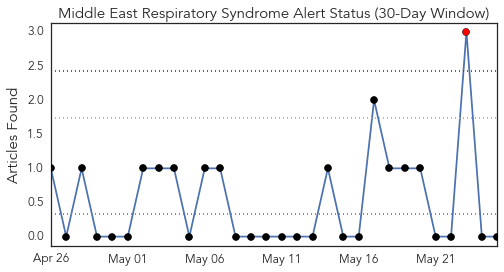 Middle East Respiratory Syndrome Alert Status (30-Day Window)
Articles Found
3.0
2.5
2.0
1.5
1.0
0.5
0.0
Apr 26 May 01 May 06 May 11 May 16 May 21